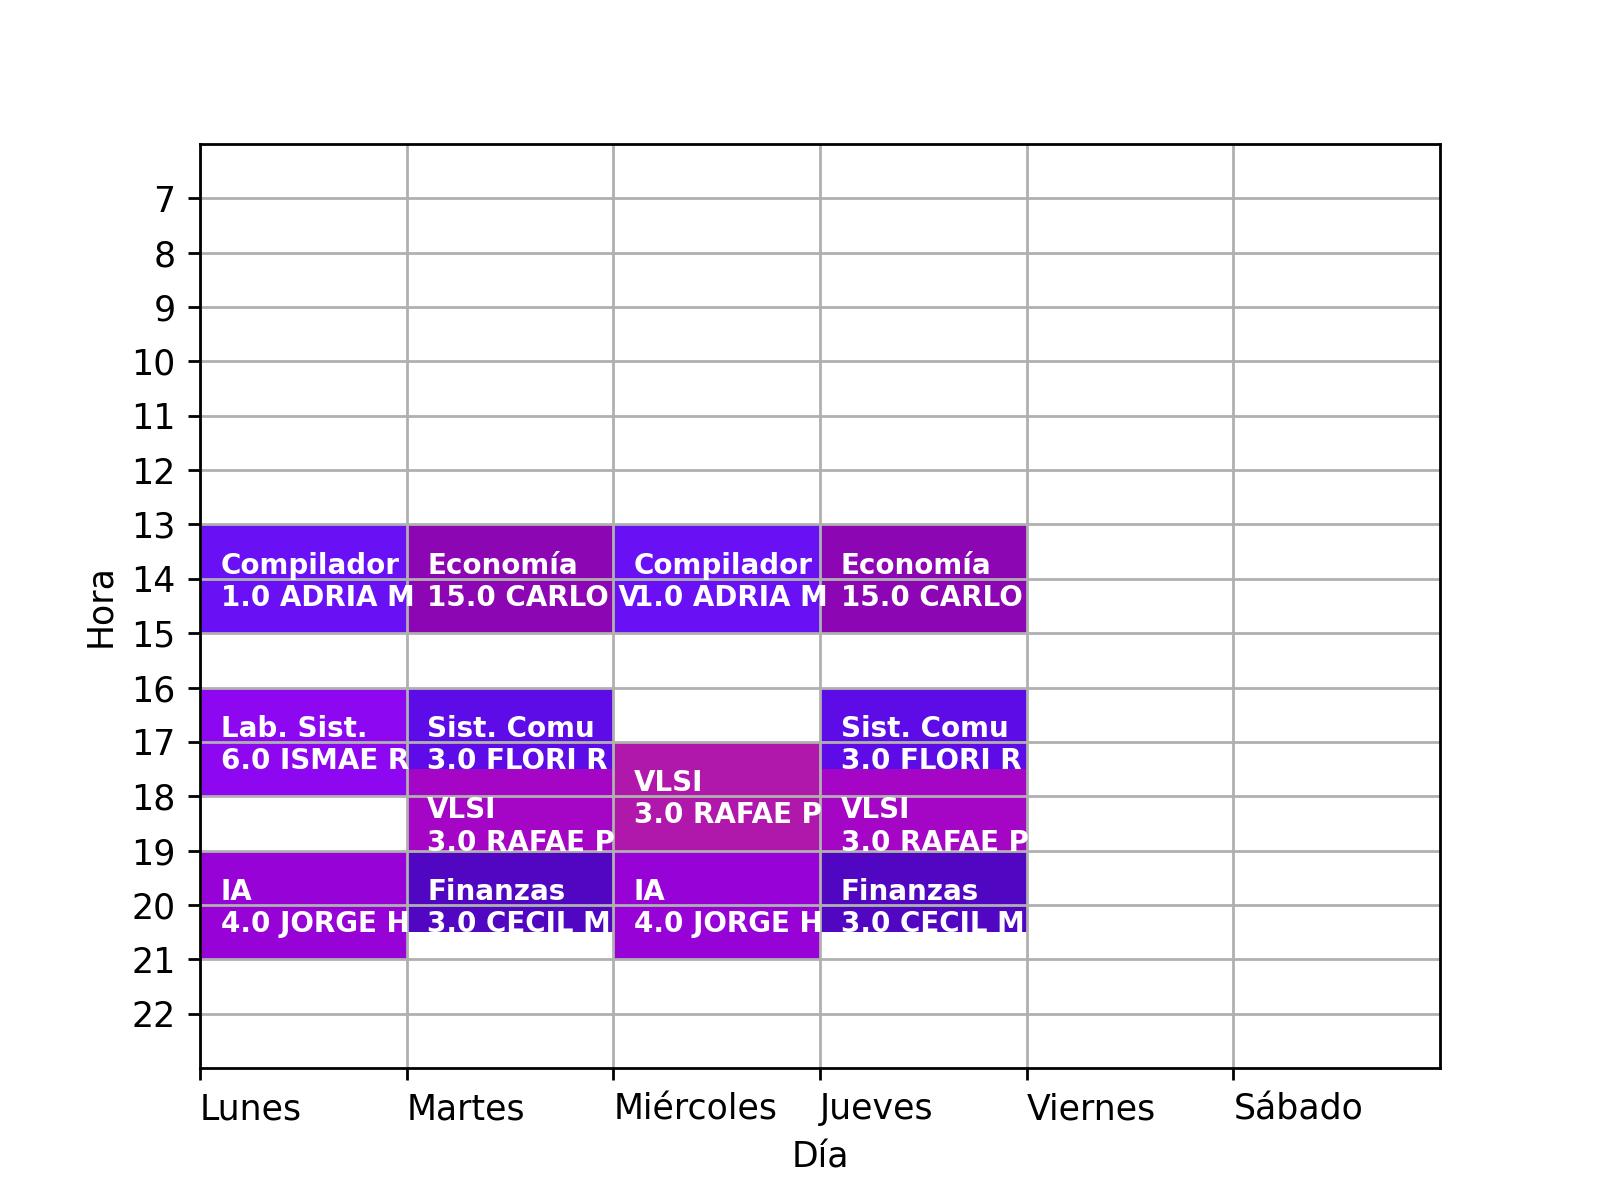 Hora
7
8
9
10
11
12
13
14
15
16
17
18
19
20
21
22
Compilador
1.0 ADRIA M
Economía
15.0 CARLO V
Compilador
1.0 ADRIA M
Economía
15.0 CARLO
Lab. Sist.
6.0 ISMAE R
Sist. Comu
3.0 FLORI R
Sist. Comu
3.0 FLORI R
VLSI
3.0 RAFAE P
VLSI
3.0 RAFAE P
VLSI
3.0 RAFAE P
IA
4.0 JORGE H
Finanzas
3.0 CECIL M
IA
4.0 JORGE H
Finanzas
3.0 CECIL M
Lunes
Martes
Miércoles
Jueves
Viernes
Sábado
Día